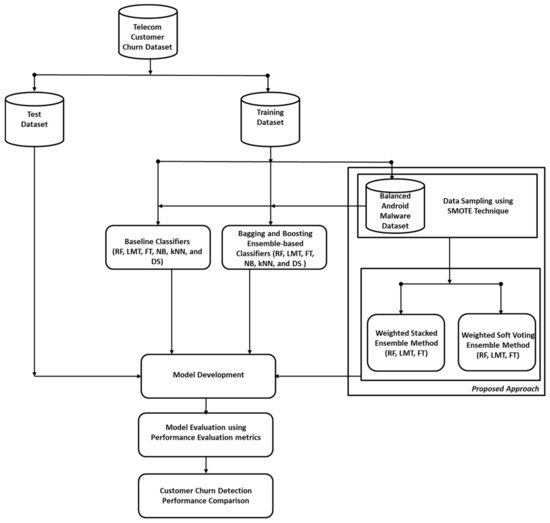 Telecom
Customer
Churn Dataset
Test
Dataset
Training
Dataset
Balanced
Android
Malware
Dataset
Data Sampling using
SMOTE Technique
Baseline Classifiers
(RF, LMT, FT, NB, kNN, and
DS)
Bagging and Boosting
Ensemble-based
Classifiers (RF, LMT, FT,
NB, kNN, and DS )
Weighted Stacked
Ensemble Method
(RF, LMT, FT)
Weighted Soft Voting
Ensemble Method
(RF, LMT, FT)
Proposed Approach
Model Development
Model Evaluation using
Performance Evaluation metrics
Customer Churn Detection
Performance Comparison